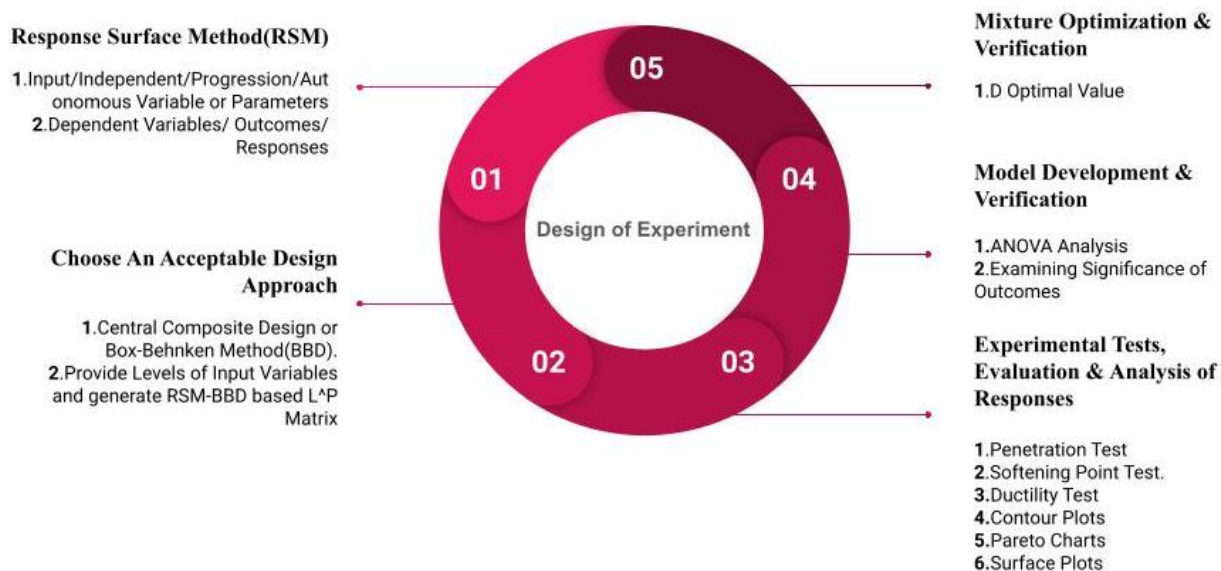 Response Surface Method(RSM)
1.Input/Independent/Progression/Aut
onomous Variable or Parameters
2.Dependent Variables/ Outcomes/
Responses
01
Choose An Acceptable Design
Approach
1.Central Composite Design or
Box-Behnken Method(BBD).
2.Provide Levels of Input Variables
and generate RSM-BBD based L^P
Matrix
02
Design of Experiment
03
Experimental Tests,
Evaluation & Analysis of
Responses
1.Penetration Test
2.Softening Point Test.
3.Ductility Test
4.Contour Plots
5.Pareto Charts
6.Surface Plots
04
Model Development &
Verification
1.ANOVA Analysis
2.Examining Significance of
Outcomes
05
Mixture Optimization &
Verification
1.D Optimal Value